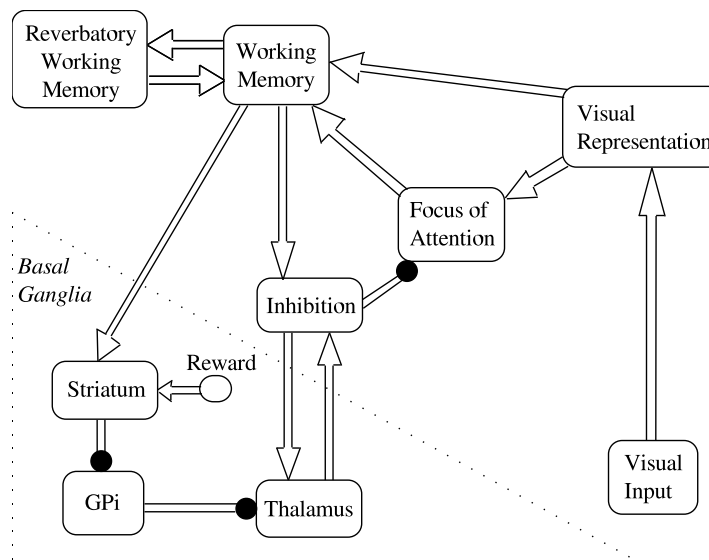 Reverbatory
Working
Memory
Working
Memory
Visual
Representation
Focus of
Attention
Basal
Ganglia
Inhibition
Reward
Striatum
Visual
Input
GPi
Thalamus